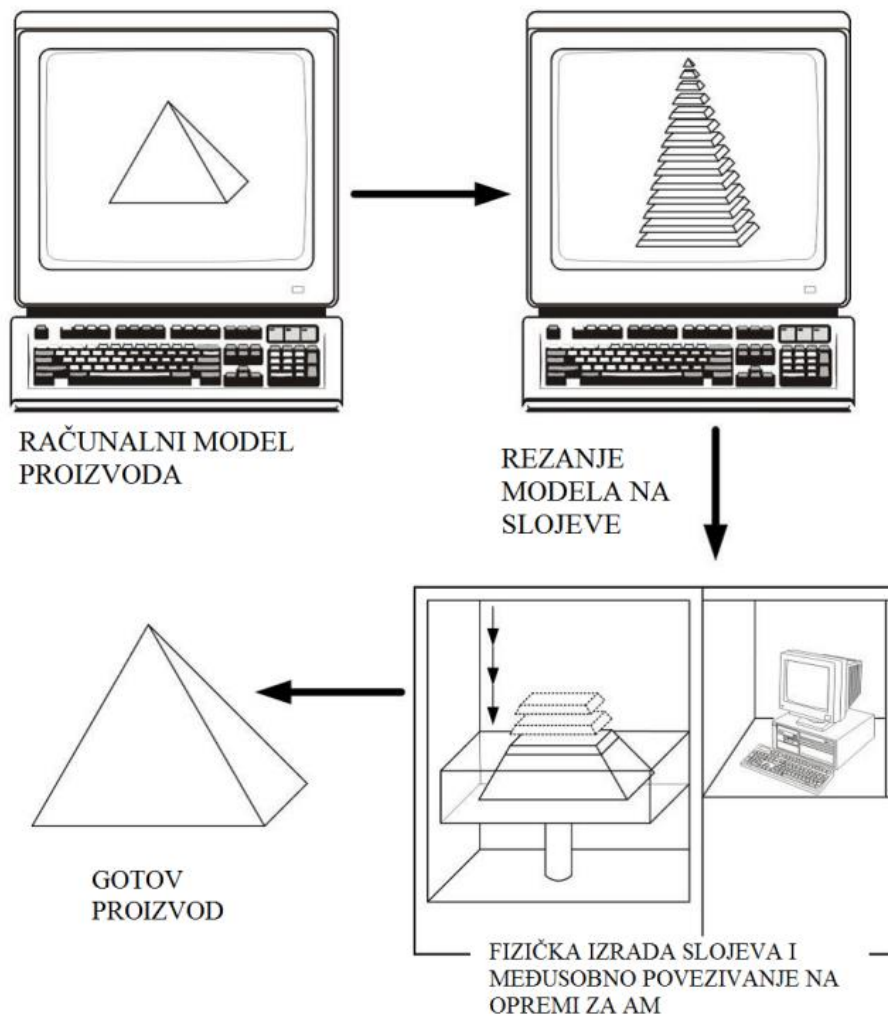 RAČUNALNI MODEL
PROIZVODA
REZANJE
MODELA NA
SLOJEVE
GOTOV
PROIZVOD
FIZIČKA IZRADA SLOJEVA I
MEĐUSOBNO POVEZIVANJE NA
OPREMI ZA AM